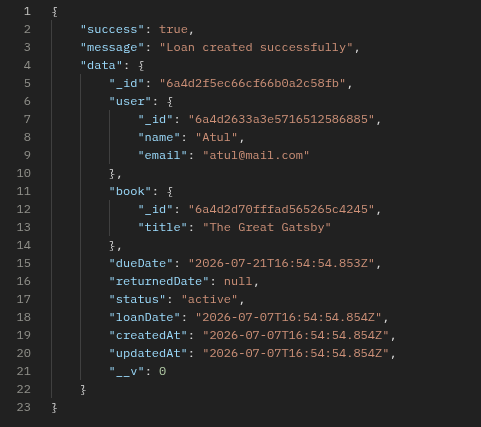 1 {
2 "success": true,
3 "message": "Loan created successfully",
4 "data": {
5 "_id": "6a4d2f5ec66cf66b0a2c58fb",
6 "user": {
7 "_id": "6a4d2633a3e5716512586885",
8 "name": "Atul",
9 "email": "atul@mail.com"
10 },
11 "book": {
12 "_id": "6a4d2d70fffad565265c4245",
13 "title": "The Great Gatsby"
14 },
15 "dueDate": "2026-07-21T16:54:54.853Z",
16 "returnedDate": null,
17 "status": "active",
18 "loanDate": "2026-07-07T16:54:54.854Z",
19 "createdAt": "2026-07-07T16:54:54.854Z",
20 "updatedAt": "2026-07-07T16:54:54.854Z",
21 "__v": 0
22 }
23 }